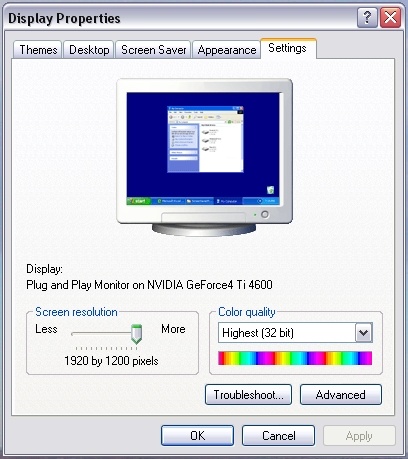 Display Properties
Themes Desktop Screen Saver Appearance Settings
start
Display:
Plug and Play Monitor on NVIDIA GeForce4 Ti 4600
Screen resolution
Less More
1920 by 1200 pixels
Color quality
Highest (32 bit)
Troubleshoot... Advanced
OK Cancel Apply